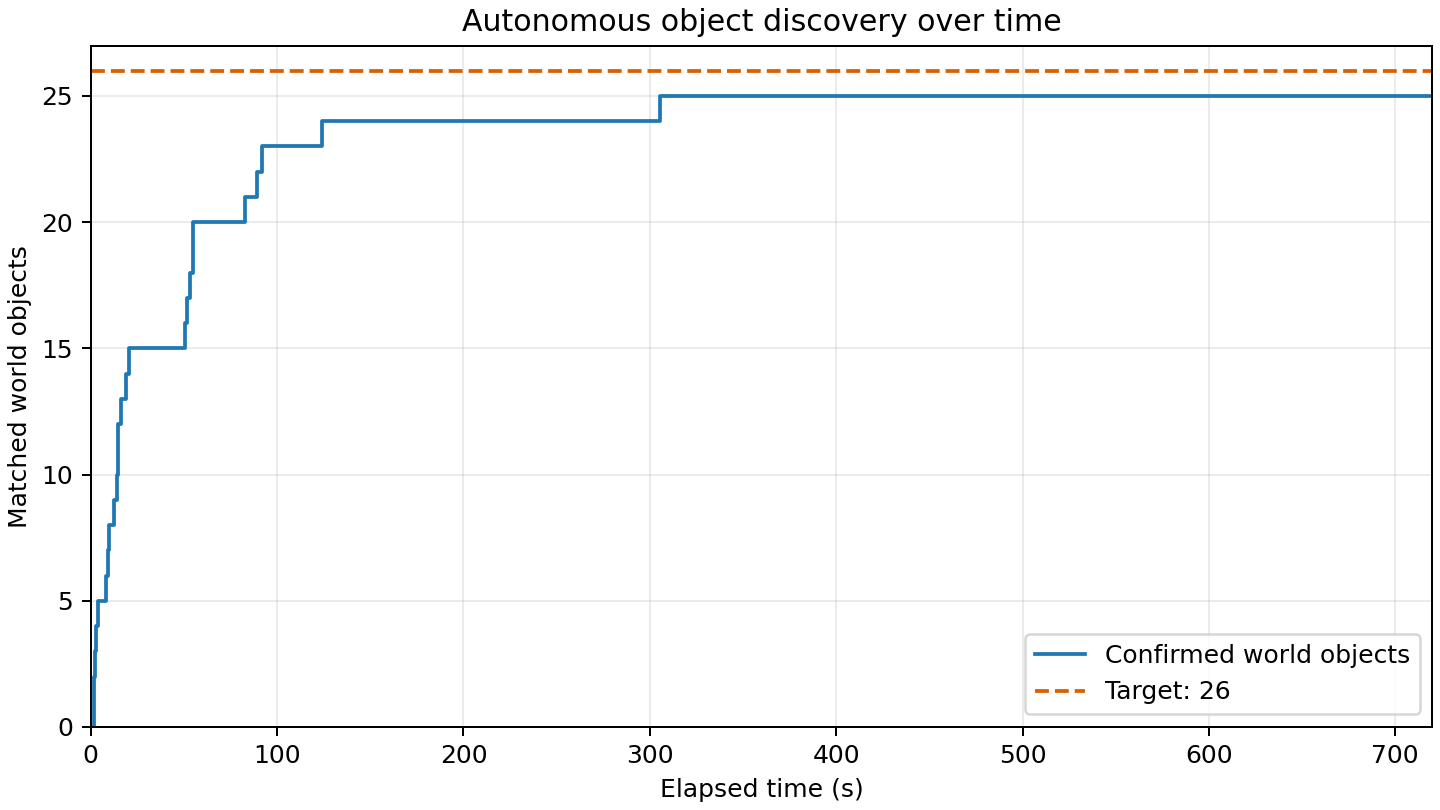 Autonomous object discovery over time
Matched world objects
25
20
15
10
5
0
0 100 200 300 400 500 600 700
Elapsed time (s)
Confirmed world objects
Target: 26